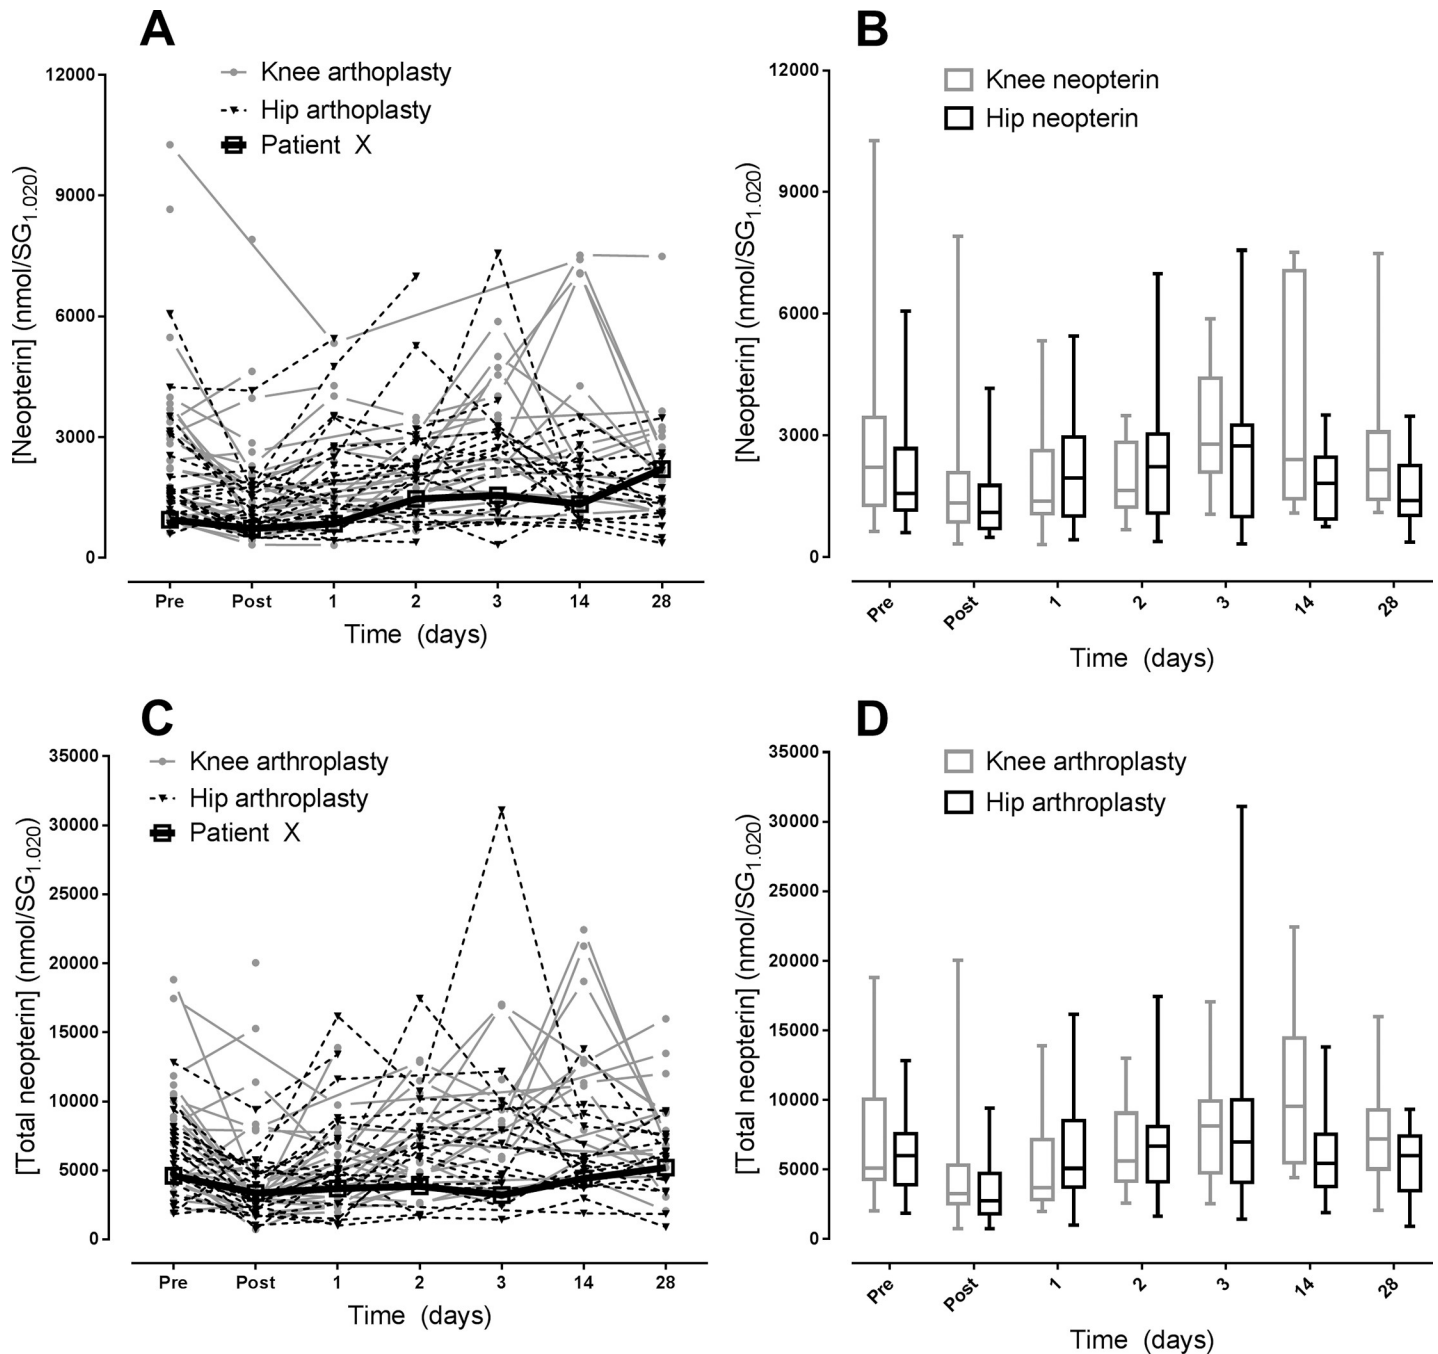 A
Knee arthoplasty
Hip arthoplasty
Patient X
12000
9000
6000
3000
0
[Neopterin] (nmol/SG1.020)
Pre Post 1 2 3 14 28
Time (days)
B
Knee neopterin
Hip neopterin
12000
9000
6000
3000
0
[Neopterin] (nmol/SG1.020)
Pre Post 1 2 3 14 28
Time (days)
C
Knee arthroplasty
Hip arthroplasty
Patient X
35000
30000
25000
20000
15000
10000
5000
0
[Total neopterin] (nmol/SG1.020)
Pre Post 1 2 3 14 28
Time (days)
D
Knee arthroplasty
Hip arthroplasty
35000
30000
25000
20000
15000
10000
5000
0
[Total neopterin] (nmol/SG1.020)
Pre Post 1 2 3 14 28
Time (days)